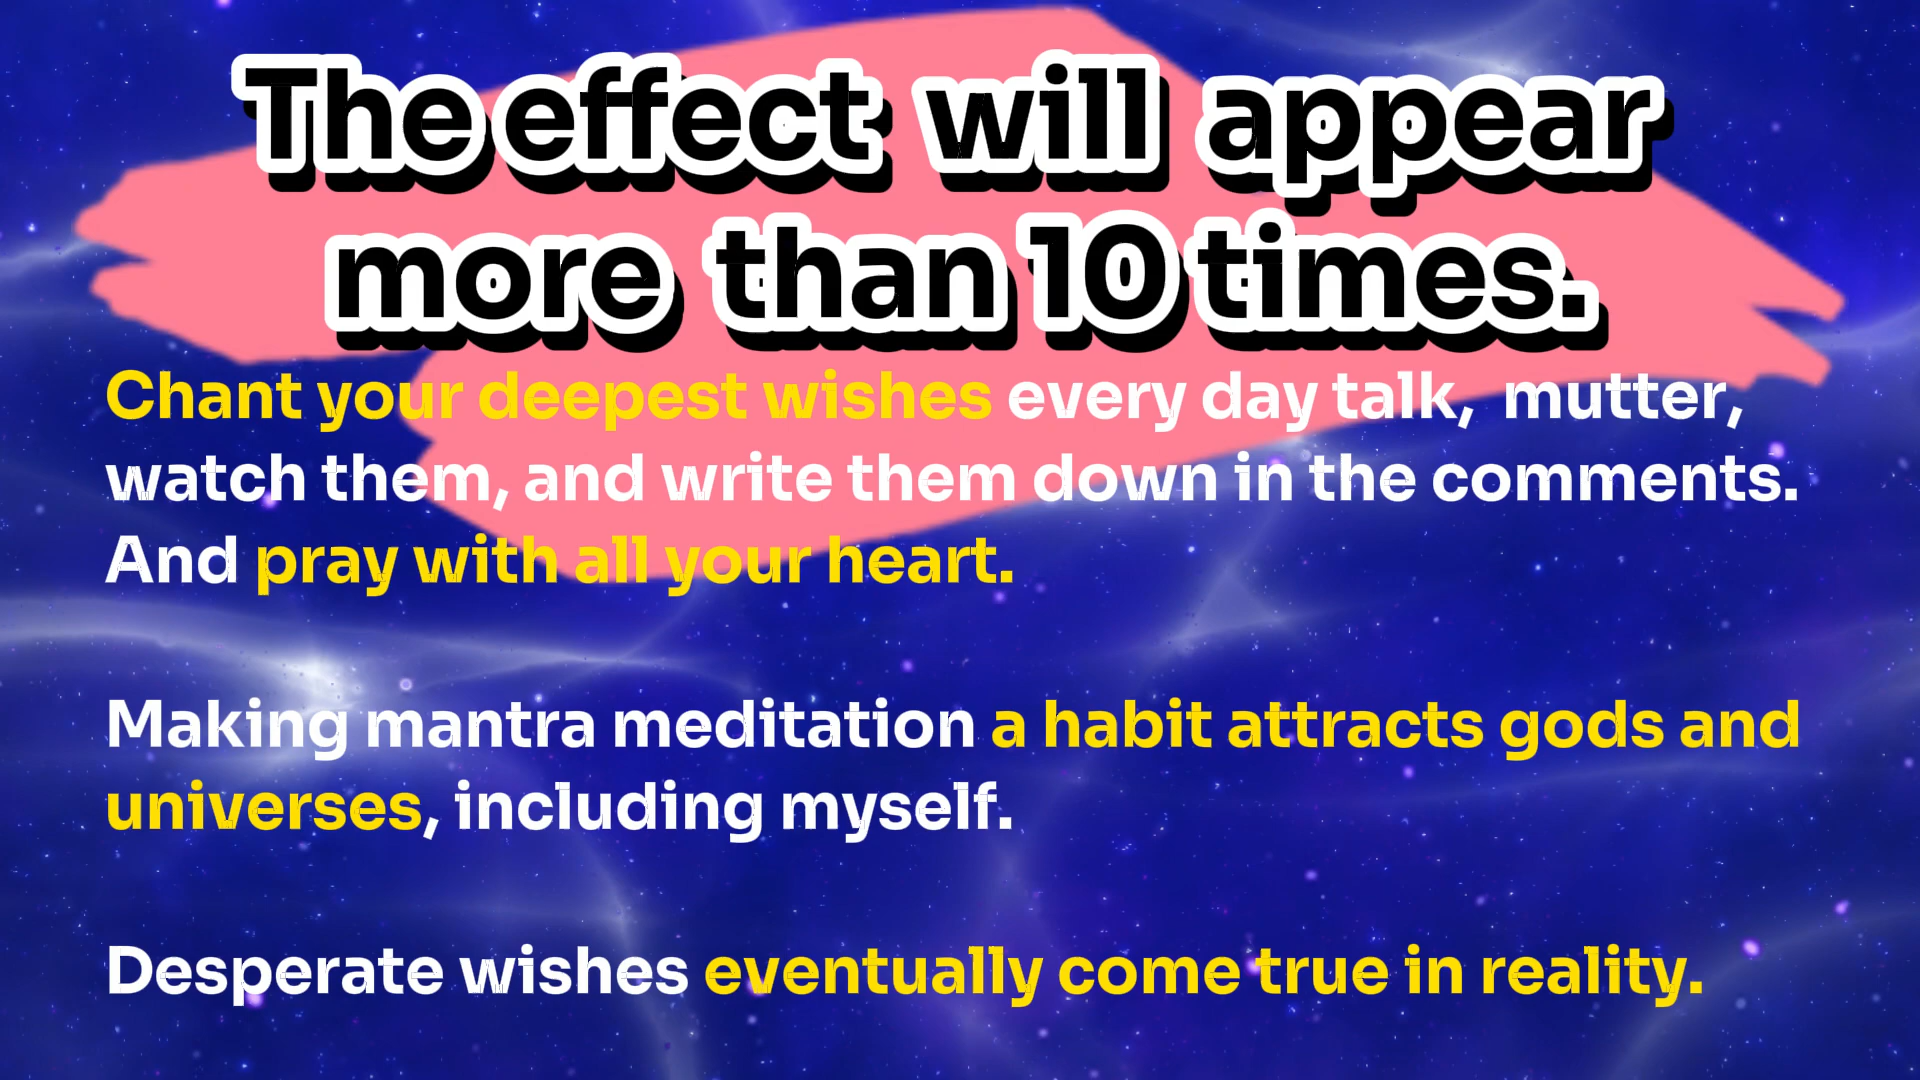 The effect will appear
more than 10 times.
Chant your deepest wishes every day talk, mutter,
watch them, and write them down in the comments.
And pray with all your heart.
Making mantra meditation a habit attracts gods and
universes, including myself.
Desperate wishes eventually come true in reality.